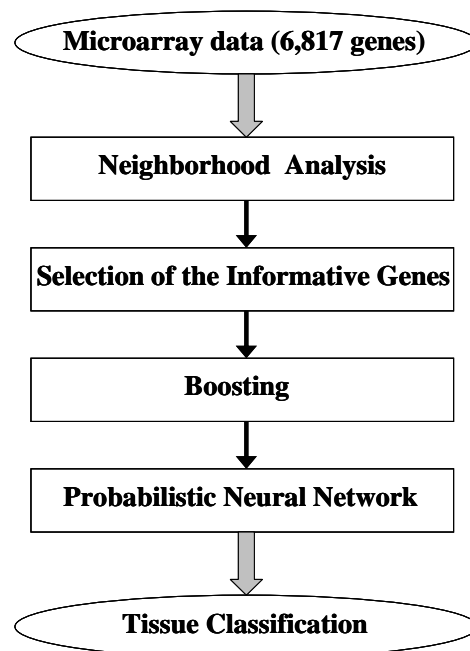 Microarray data (6,817 genes)
Neighborhood Analysis
Selection of the Informative Genes
Boosting
Probabilistic Neural Network
Tissue Classification